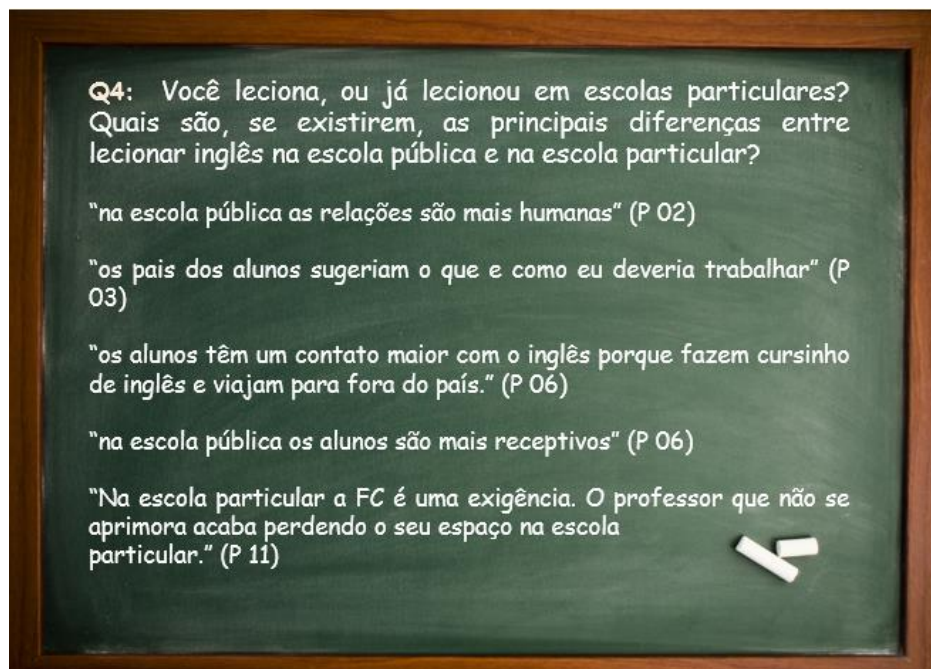 Q4: Você leciona, ou já lecionou em escolas particulares?
Quais são, se existirem, as principais diferenças entre
lecionar inglês na escola pública e na escola particular?
“na escola pública as relações são mais humanas” (P 02)
“os pais dos alunos sugeriam o que e como eu deveria trabalhar” (P
03)
“os alunos têm um contato maior com o inglês porque fazem cursinho
de inglês e viajam para fora do país.” (P 06)
“na escola pública os alunos são mais receptivos” (P 06)
“Na escola particular a FC é uma exigência. O professor que não se
aprimora acaba perdendo o seu espaço na escola
particular.” (P 11)